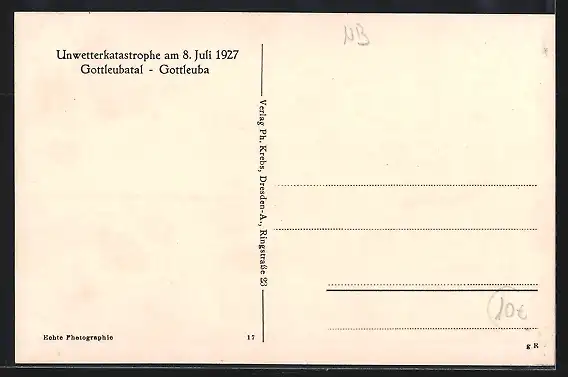 Unwetterkatastrophe am 8. Juli 1927
Gottleubatal - Gottleuba
NB
Verlag Ph. Krebs, Dresden-A., Ringstraße 23
10€
Echte Photographie
17
g R